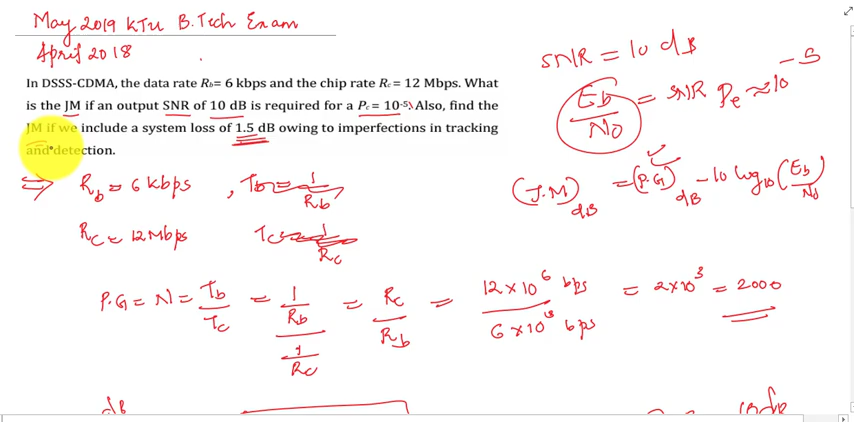 May 2019 KTU B.Tech Exam
April 2018
In DSSS-CDMA, the data rate Rb= 6 kbps and the chip rate Rc= 12 Mbps. What
is the JM if an output SNR of 10 dB is required for a Pc = 10-5. Also, find the
JM if we include a system loss of 1.5 dB owing to imperfections in tracking
and detection.
SNR = 10 dB
Eb/No = SNR Pe ≈ 10^-5
⇒ Rb = 6 kbps , Tb = 1/Rb
(J.M)dB = (P.G)dB - 10 log10 (Eb/No)
Rc = 12 Mbps Tc = 1/Rc
P.G = N = Tb/Tc = (1/Rb)/(1/Rc) = Rc/Rb = 12 × 10^6 bps / 6 × 10^3 bps = 2 × 10^3 = 2000